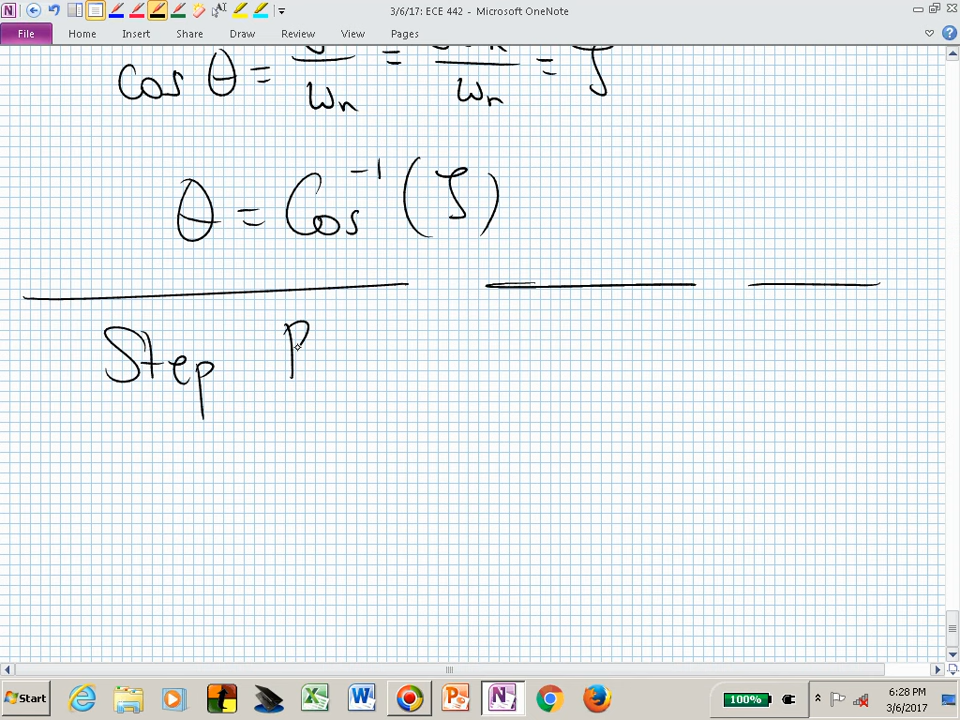 3/6/17: ECE 442 - Microsoft OneNote
File Home Insert Share Draw Review View Pages
cos θ = = =
ωn ωn ζ
θ = Cos⁻¹ (ζ)
Step P
Start
100%
6:28 PM
3/6/2017